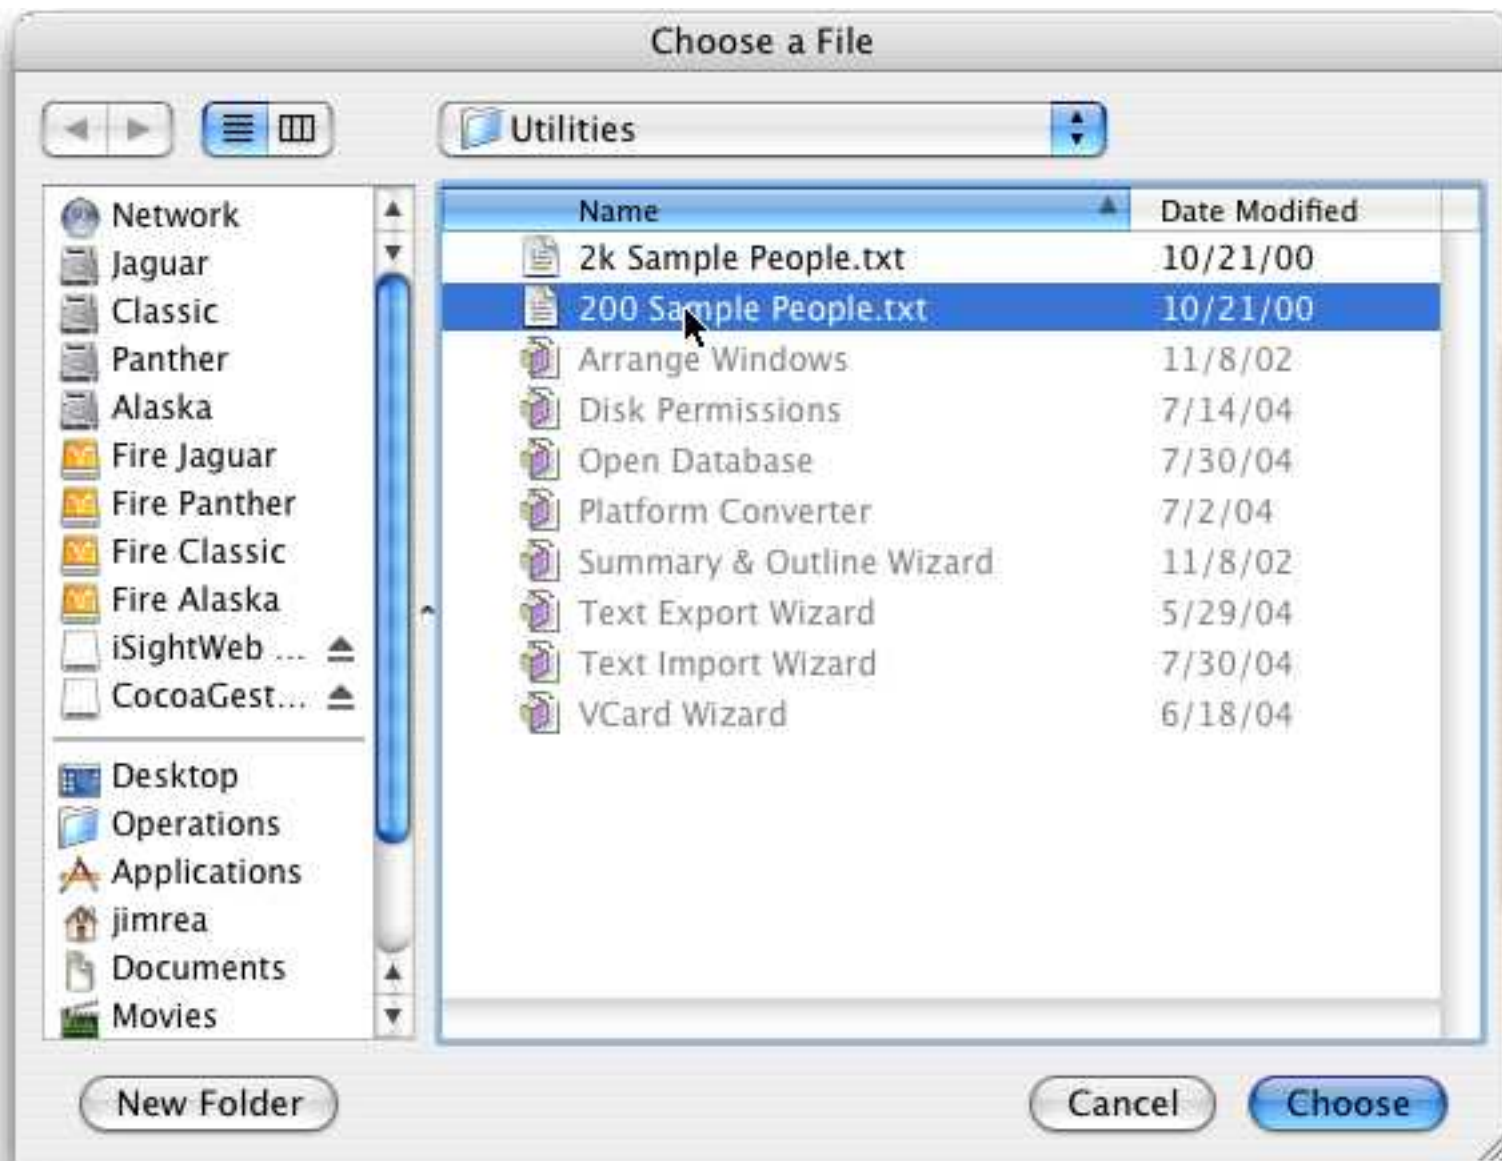 Choose a File
Utilities
Network
Jaguar
Classic
Panther
Alaska
Fire Jaguar
Fire Panther
Fire Classic
Fire Alaska
iSightWeb ...
CocoaGest...
Desktop
Operations
Applications
jimrea
Documents
Movies
Name Date Modified
2k Sample People.txt 10/21/00
200 Sample People.txt 10/21/00
Arrange Windows 11/8/02
Disk Permissions 7/14/04
Open Database 7/30/04
Platform Converter 7/2/04
Summary & Outline Wizard 11/8/02
Text Export Wizard 5/29/04
Text Import Wizard 7/30/04
VCard Wizard 6/18/04
New Folder Cancel Choose